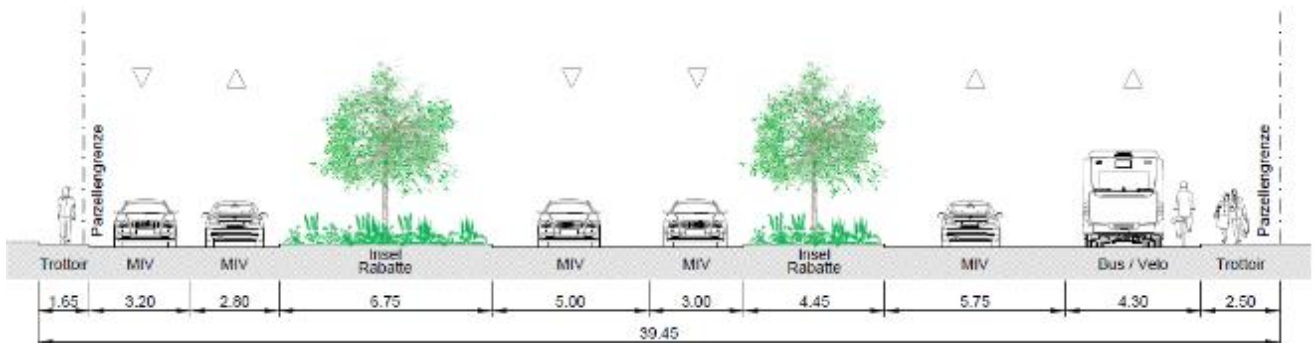 Parzellengrenze
Parzellengrenze
Trottoir MIV MIV Insel Rabatte MIV MIV Insel Rabatte MIV Bus / Velo Trottoir
1.65 3.20 2.80 6.75 5.00 3.00 4.45 5.75 4.30 2.50
39.45